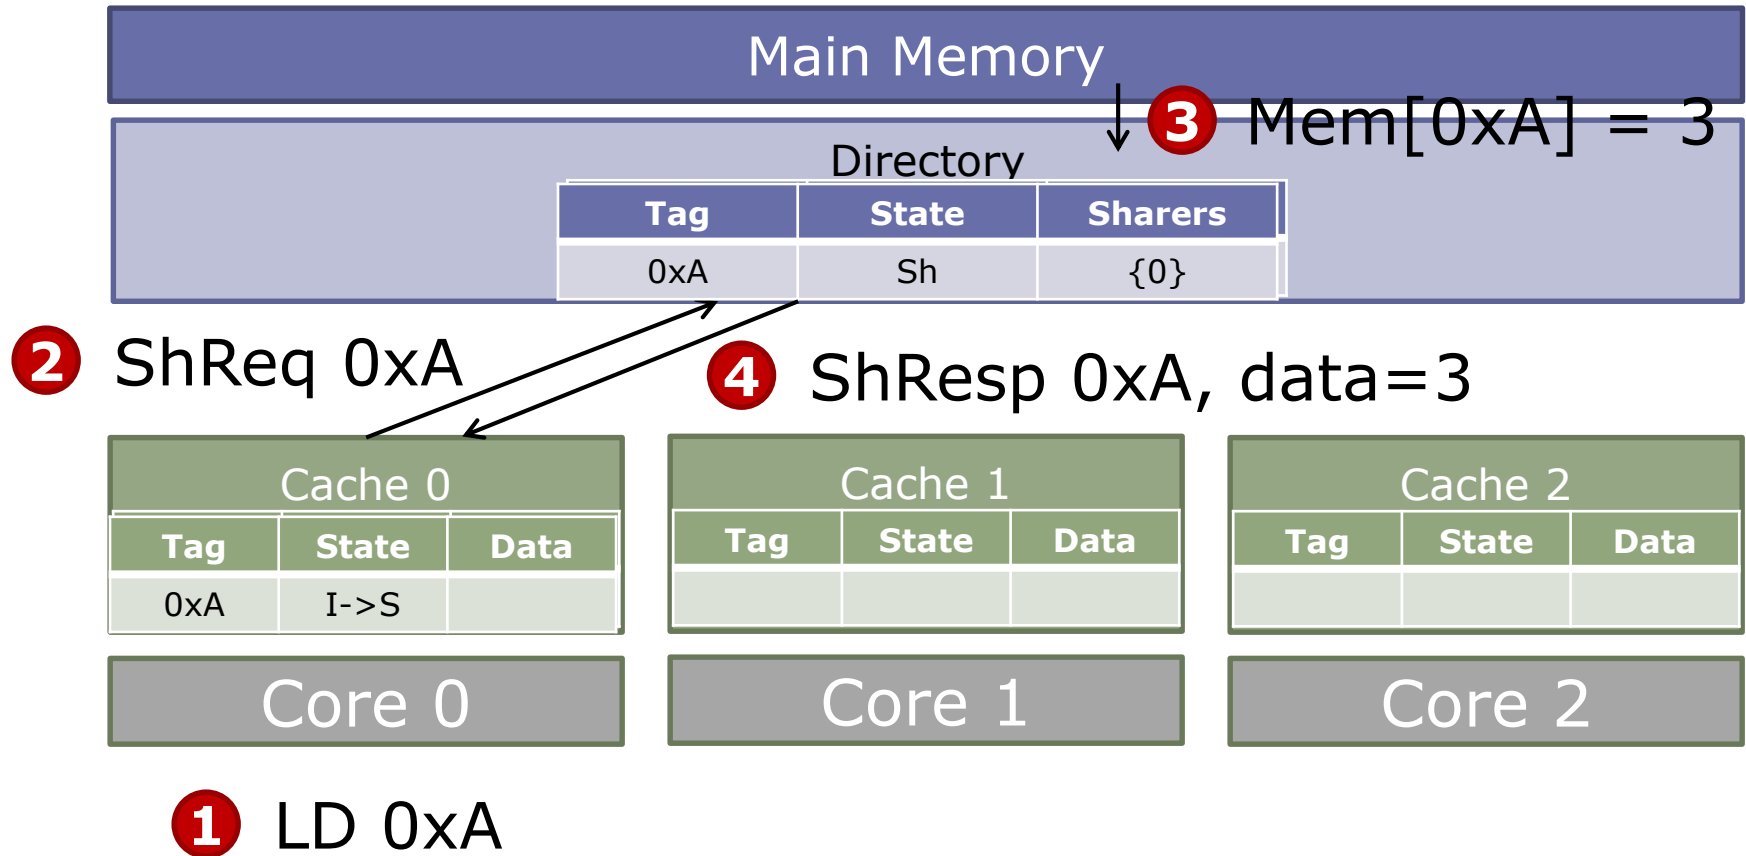 Main Memory
3 Mem[0xA] = 3
Directory
Tag State Sharers
0xA Sh {0}
2 ShReq 0xA
4 ShResp 0xA, data=3
Cache 0
Tag State Data
0xA I->S
Cache 1
Tag State Data
Cache 2
Tag State Data
Core 0
Core 1
Core 2
1 LD 0xA